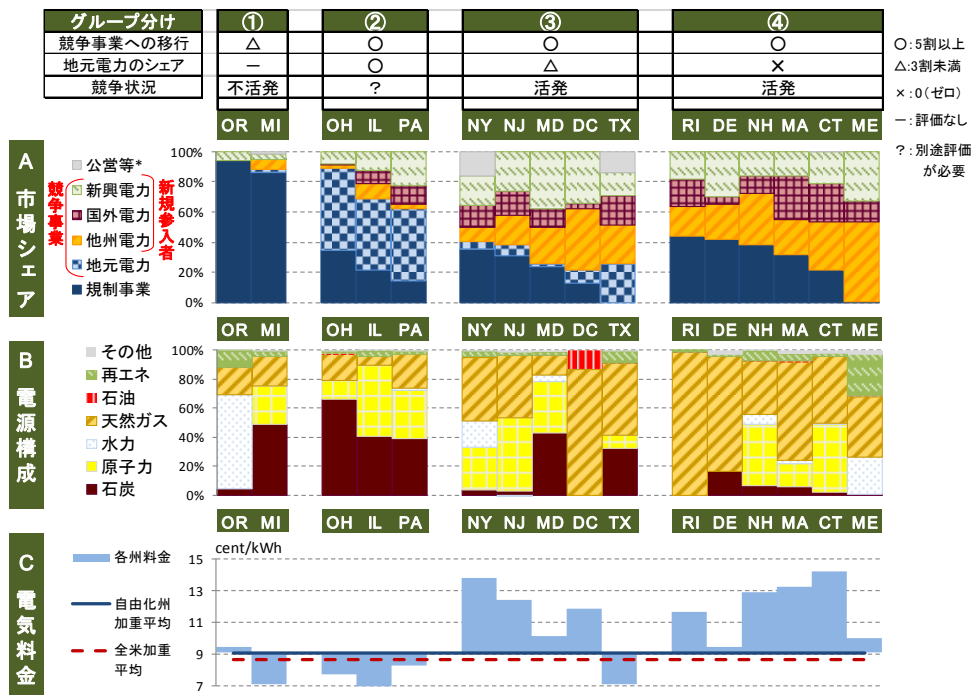 グループ分け ① ② ③ ④
競争事業への移行 △ ○ ○ ○
地元電力のシェア － ○ △ ×
競争状況 不活発 ? 活発 活発
○:5割以上
△:3割未満
×:0(ゼロ)
－:評価なし
?:別途評価
が必要
OR MI OH IL PA NY NJ MD DC TX RI DE NH MA CT ME
A 市場シェア
公営等*
新興電力
国外電力
他州電力
地元電力
規制事業
競争事業
新規参入者
100%
80%
60%
40%
20%
0%
OR MI OH IL PA NY NJ MD DC TX RI DE NH MA CT ME
B 電源構成
その他
再エネ
石油
天然ガス
水力
原子力
石炭
100%
80%
60%
40%
20%
0%
OR MI OH IL PA NY NJ MD DC TX RI DE NH MA CT ME
C 電気料金
各州料金
自由化州
加重平均
全米加重
平均
cent/kWh
15
13
11
9
7